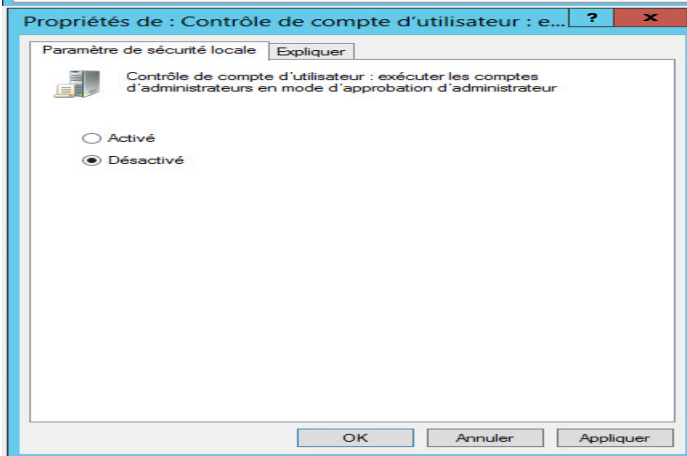 Propriétés de : Contrôle de compte d'utilisateur : e... ? x
Paramètre de sécurité locale Expliquer
Contrôle de compte d'utilisateur : exécuter les comptes
d'administrateurs en mode d'approbation d'administrateur
Activé
Désactivé
OK Annuler Appliquer